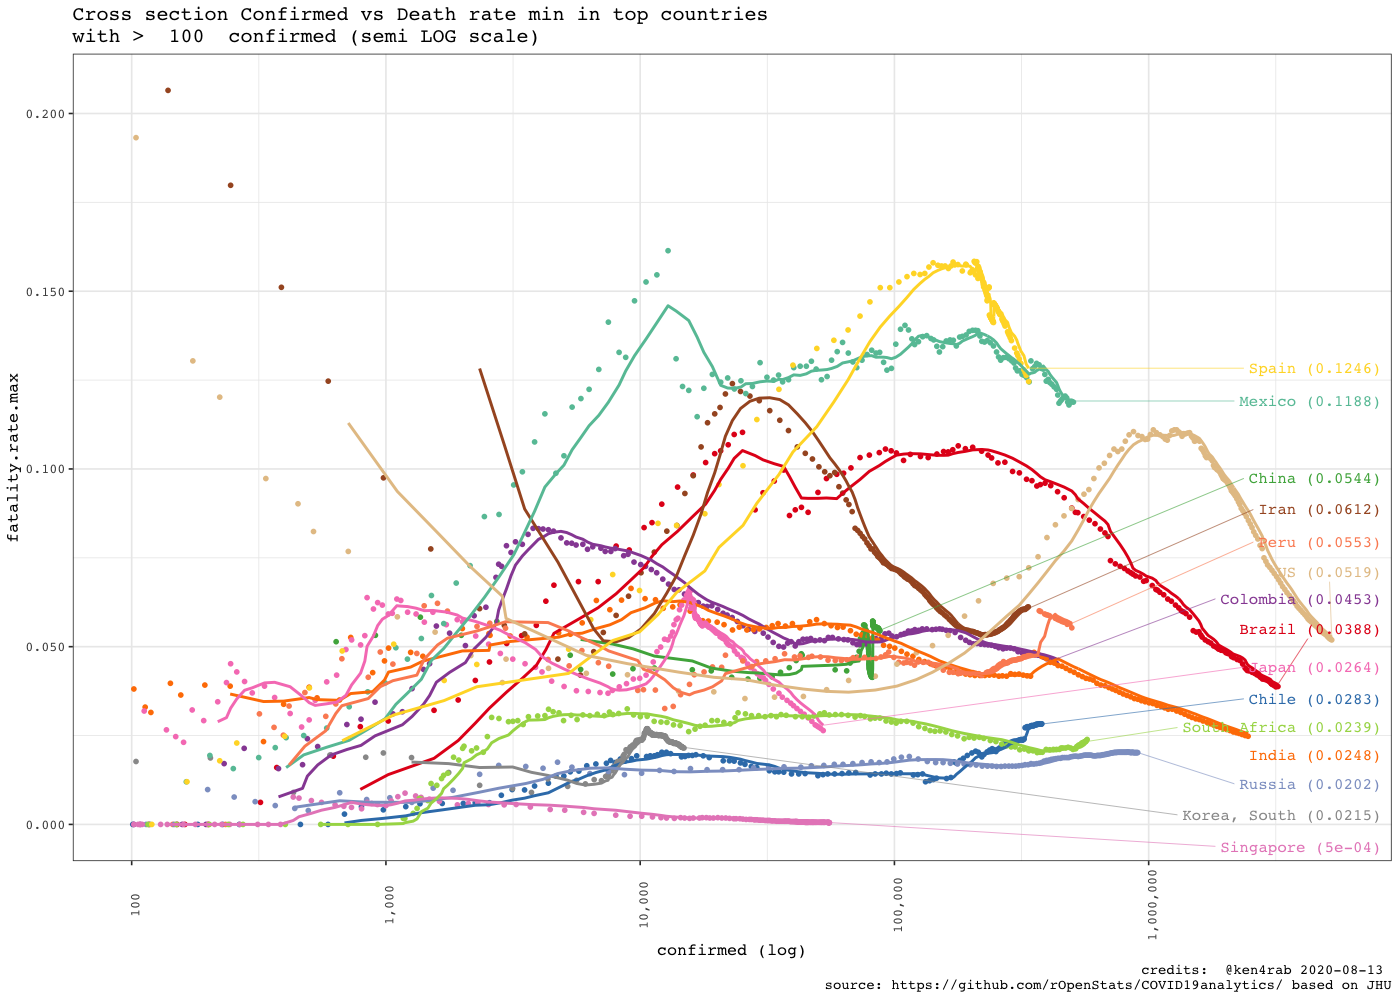 Cross section Confirmed vs Death rate min in top countries
with >  100  confirmed (semi LOG scale)
fatality.rate.max
0.200
0.150
0.100
0.050
0.000
Spain (0.1246)
Mexico (0.1188)
China (0.0544)
Iran (0.0612)
Peru (0.0553)
US (0.0519)
Colombia (0.0453)
Brazil (0.0388)
Japan (0.0264)
Chile (0.0283)
South Africa (0.0239)
India (0.0248)
Russia (0.0202)
Korea, South (0.0215)
Singapore (5e-04)
100
1,000
10,000
100,000
1,000,000
confirmed (log)
credits:  @ken4rab 2020-08-13
source: https://github.com/rOpenStats/COVID19analytics/ based on JHU